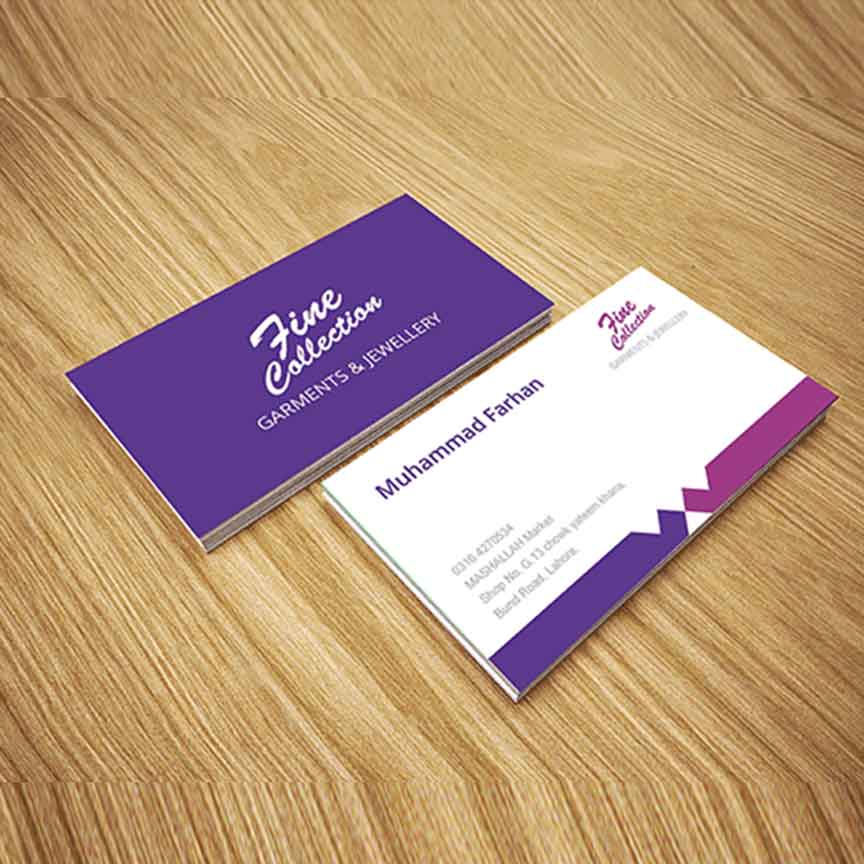 Fine
Collection
GARMENTS & JEWELLERY
Fine
Collection
GARMENTS & JEWELLERY
Muhammad Farhan
0310.4270534
MASHALLAH Market
Shop No, G.13 chowk yateem khana,
Bund Road, Lahore.